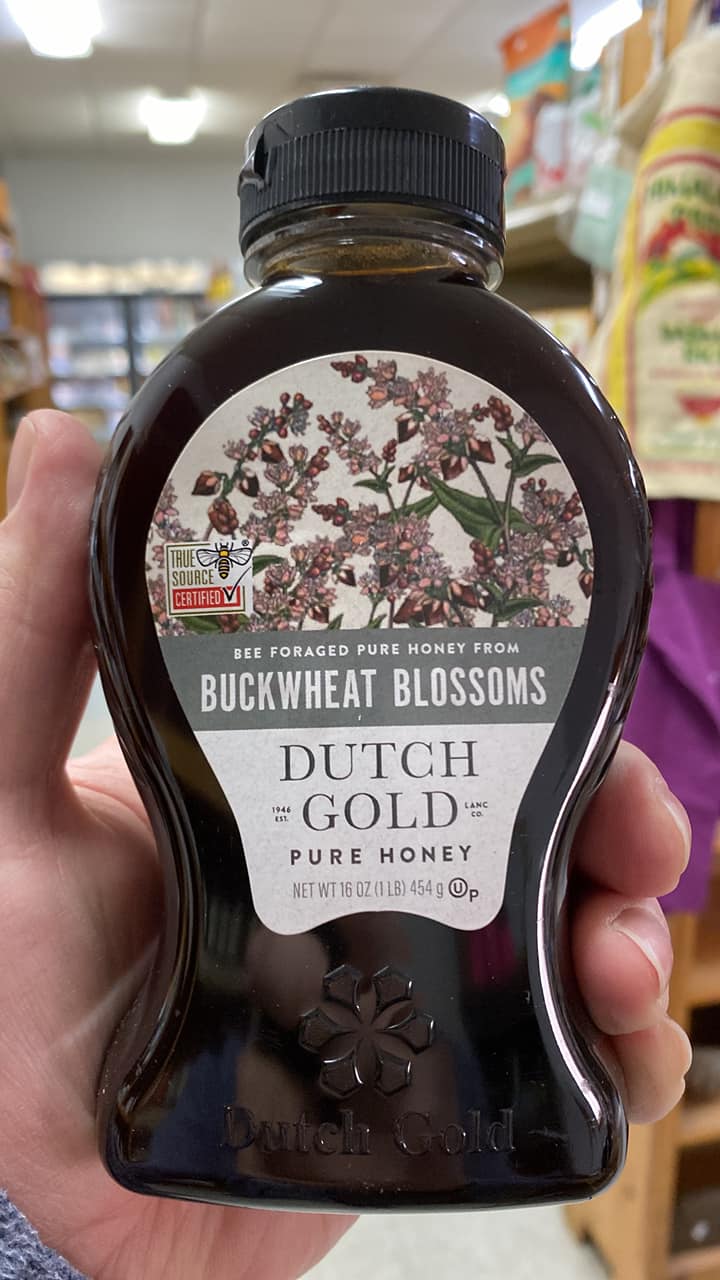 TRUE
SOURCE
CERTIFIED
®
BEE FORAGED PURE HONEY FROM
BUCKWHEAT BLOSSOMS
DUTCH
1946 EST. GOLD LANC CO.
PURE HONEY
NET WT 16 OZ (1 LB) 454 g Ⓤp
Dutch Gold